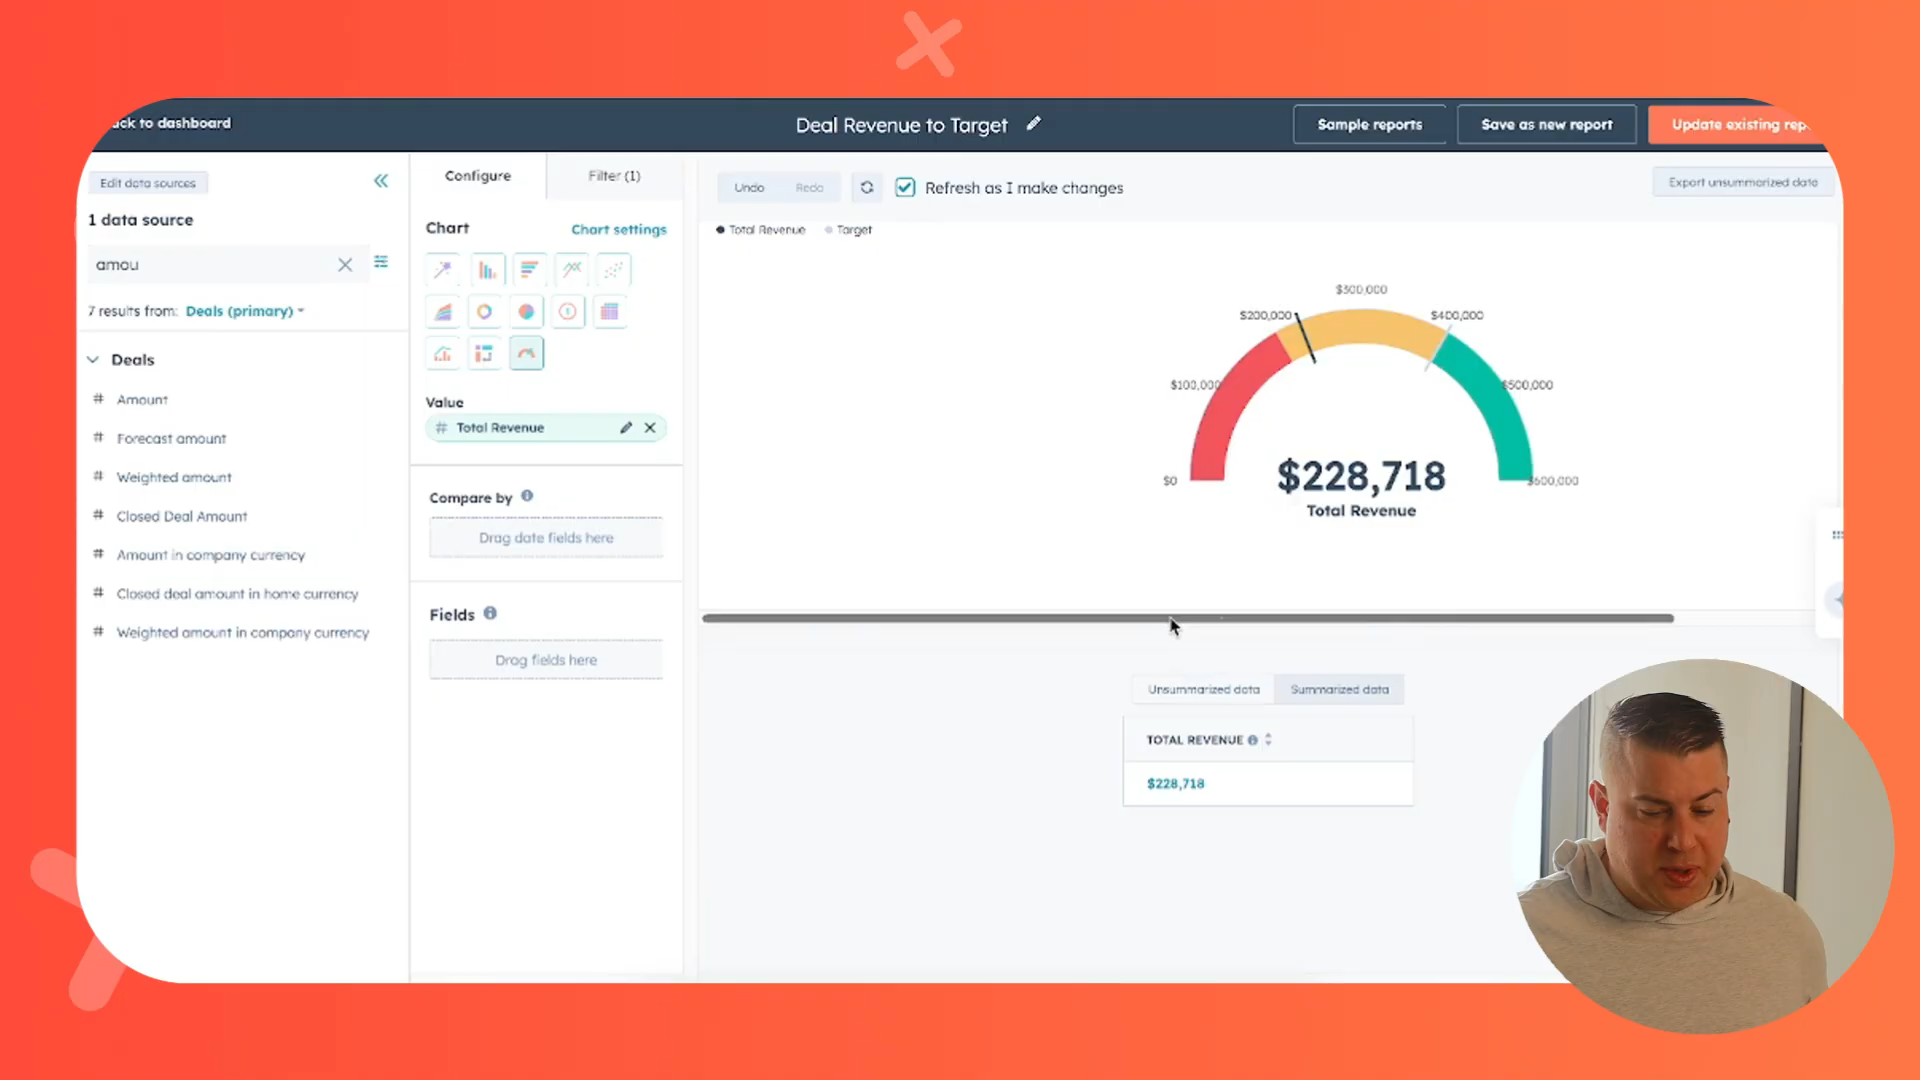 ack to dashboard
Deal Revenue to Target
Sample reports
Save as new report
Update existing rep
Edit data sources
1 data source
amou
7 results from: Deals (primary)
Deals
# Amount
# Forecast amount
# Weighted amount
# Closed Deal Amount
# Amount in company currency
# Closed deal amount in home currency
# Weighted amount in company currency
Configure
Filter (1)
Chart
Chart settings
Value
# Total Revenue
Compare by
Drag date fields here
Fields
Drag fields here
Undo
Redo
Refresh as I make changes
Export unsummarized data
Total Revenue
Target
$0
$100,000
$200,000
$300,000
$400,000
$500,000
$600,000
$228,718
Total Revenue
Unsummarized data
Summarized data
TOTAL REVENUE
$228,718